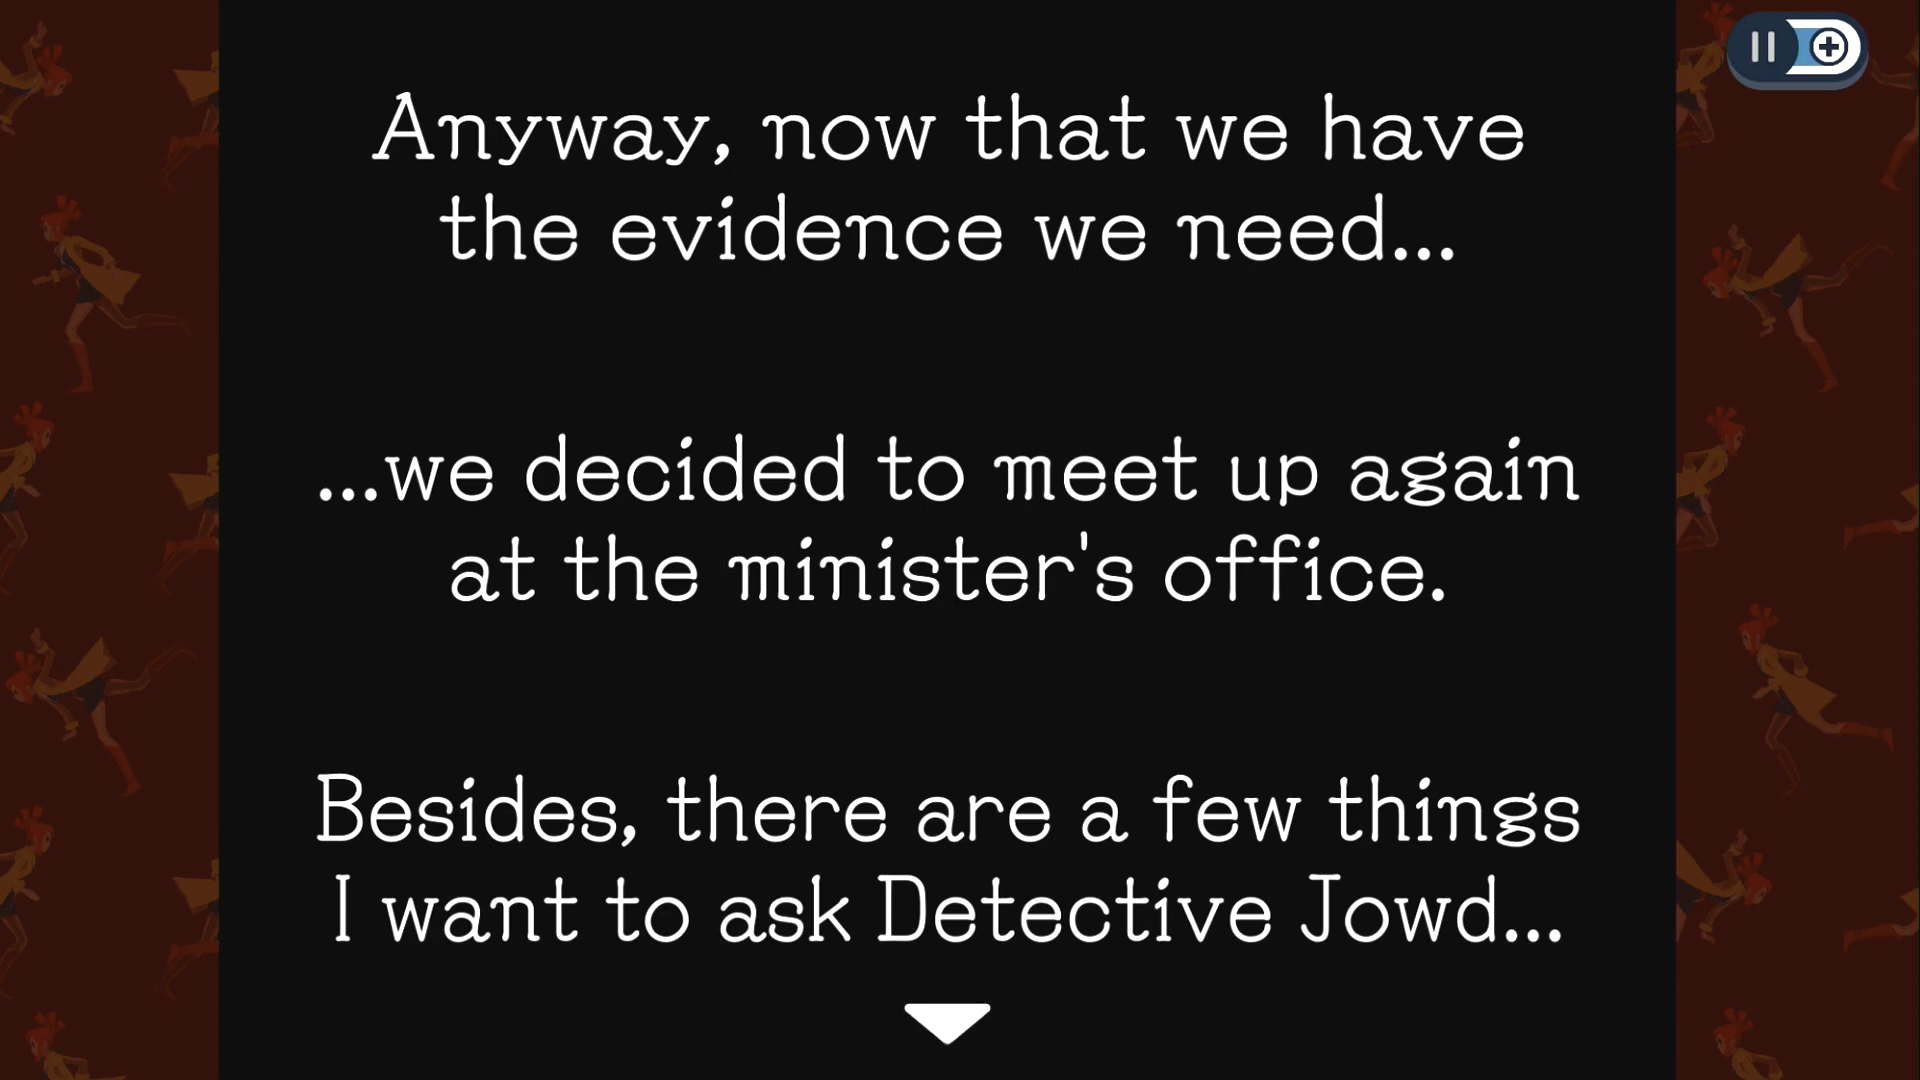 Anyway, now that we have
the evidence we need...
...we decided to meet up again
at the minister's office.
Besides, there are a few things
I want to ask Detective Jowd...